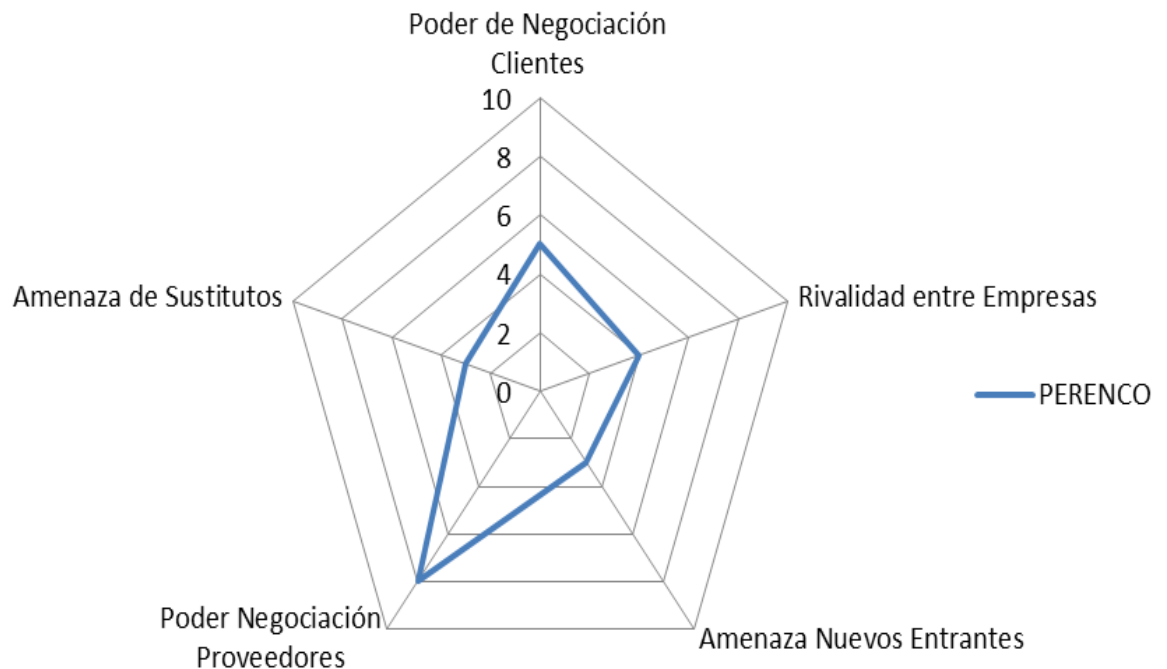 Poder de Negociación
Clientes
10
8
6
4
2
0
Amenaza de Sustitutos
Rivalidad entre Empresas
PERENCO
Poder Negociación
Proveedores
Amenaza Nuevos Entrantes